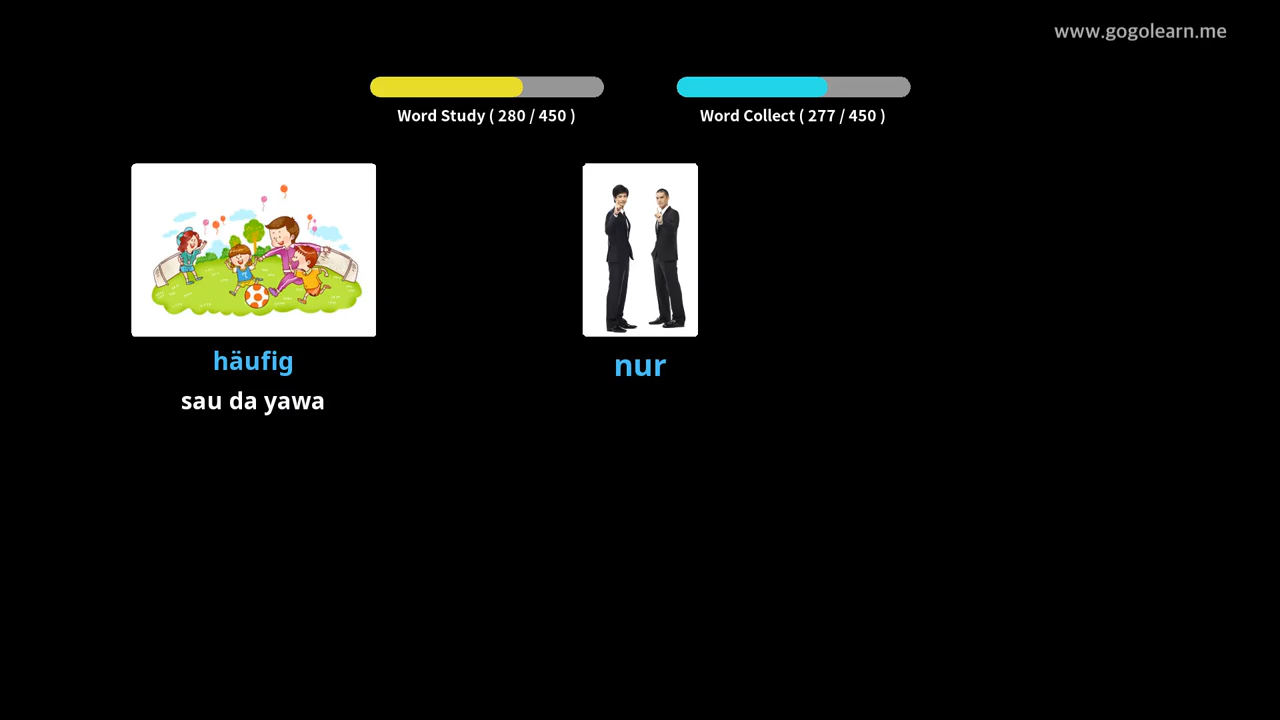 www.gogolearn.me
Word Study ( 280 / 450 )
Word Collect ( 277 / 450 )
häufig
sau da yawa
nur